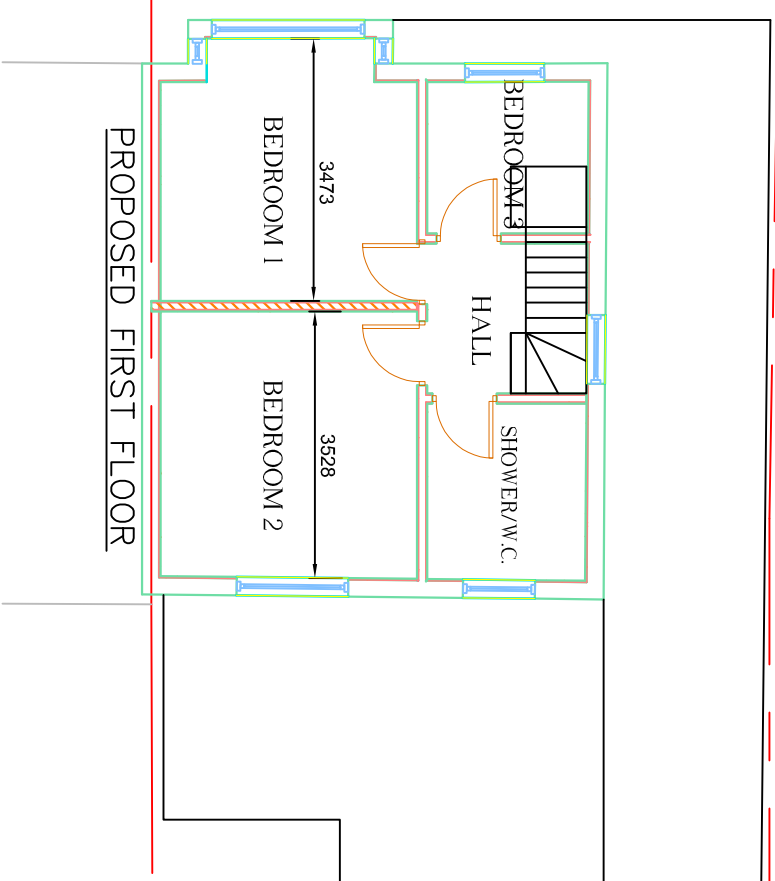 BEDROOM 3
3473
BEDROOM 1
HALL
SHOWER/W.C.
3528
BEDROOM 2
PROPOSED FIRST FLOOR